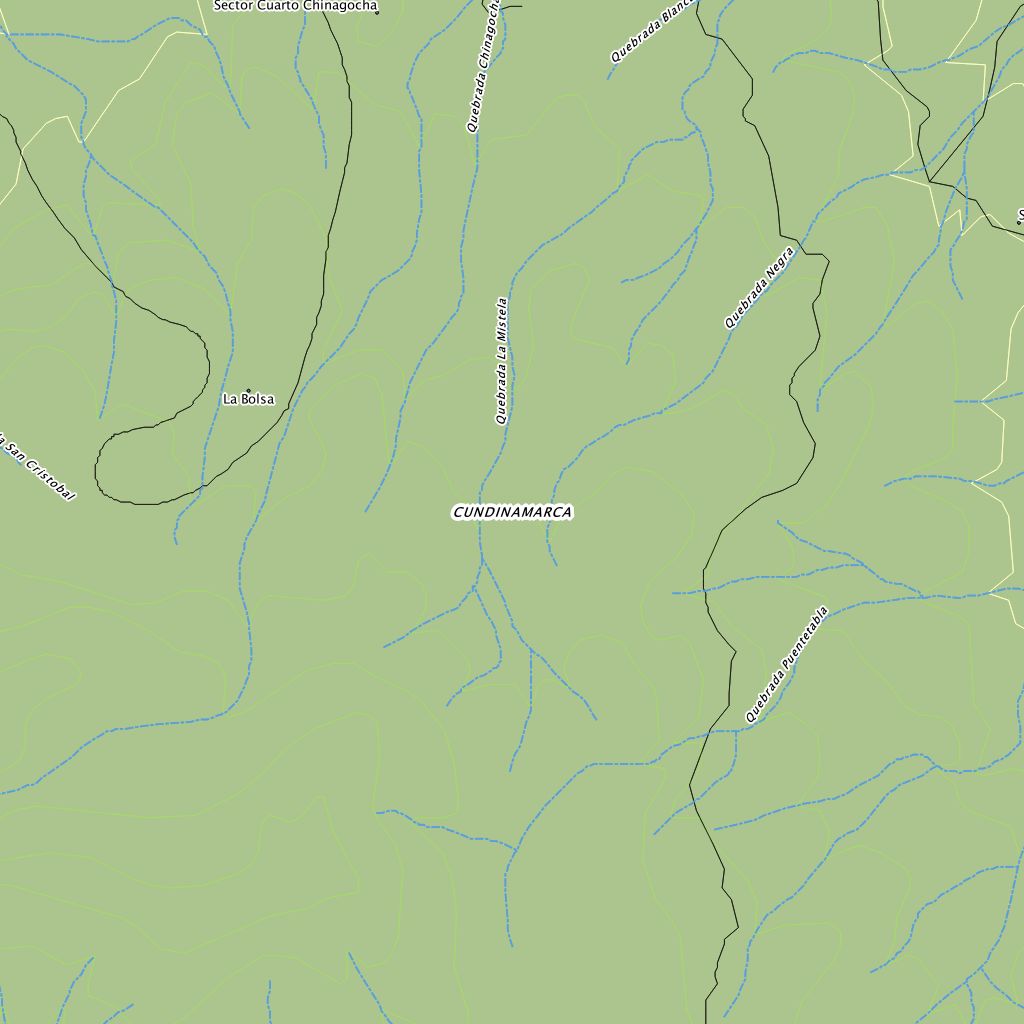 Sector Cuarto Chinagocha
Quebrada Chinagocha
Quebrada Blanca
Quebrada Negra
Quebrada La Mistela
La Bolsa
San Cristobal
CUNDINAMARCA
Quebrada Puentetabla